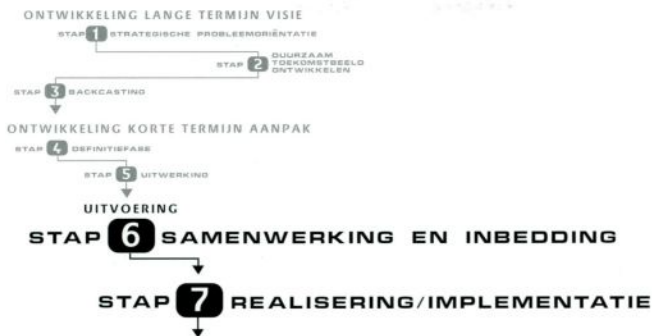 ONTWIKKELING LANGE TERMIJN VISIE
STAP 1 STRATEGISCHE PROBLEEMORIËNTATIE
STAP 2 DUURZAAM
TOEKOMSTBEELD
ONTWIKKELEN
STAP 3 BACKCASTING
ONTWIKKELING KORTE TERMIJN AANPAK
STAP 4 DEFINITIEFASE
STAP 5 UITWERKING
UITVOERING
STAP 6 SAMENWERKING EN INBEDDING
STAP 7 REALISERING/IMPLEMENTATIE